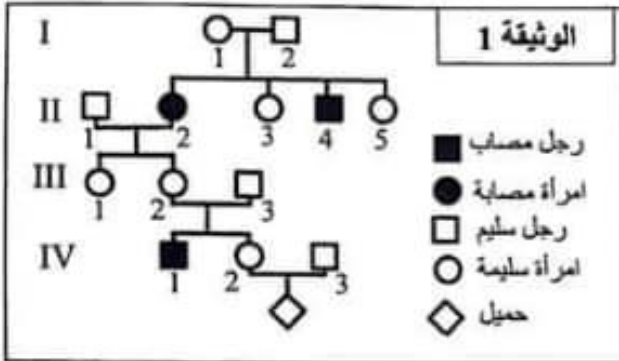 الوثيقة 1
I
1 2
II
1 2 3 4 5
رجل مصاب
امرأة مصابة
III
1 2 3
رجل سليم
IV
1 2 3
امرأة سليمة
حميل